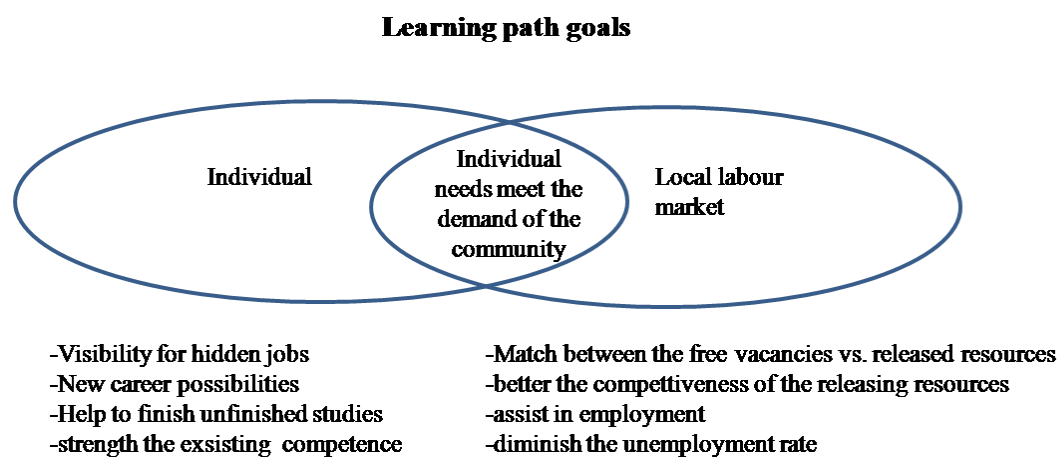 Learning path goals
Individual
Individual
needs meet the
demand of the
community
Local labour
market
-Visibility for hidden jobs
-New career possibilities
-Help to finish unfinished studies
-strength the exsisting competence
-Match between the free vacancies vs. released resources
-better the compettiveness of the releasing resources
-assist in employment
-diminish the unemployment rate